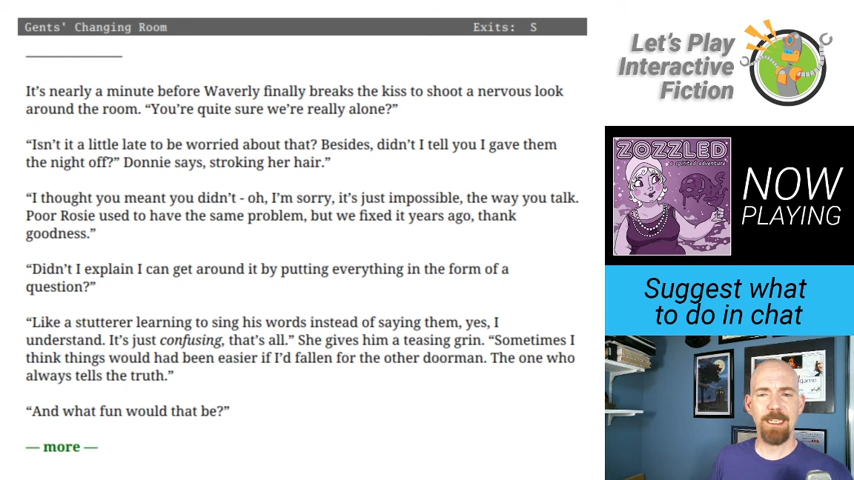 Gents' Changing Room Exits: S
It's nearly a minute before Waverly finally breaks the kiss to shoot a nervous look
around the room. “You're quite sure we're really alone?”
“Isn't it a little late to be worried about that? Besides, didn't I tell you I gave them
the night off?” Donnie says, stroking her hair.”
“I thought you meant you didn't - oh, I'm sorry, it's just impossible, the way you talk.
Poor Rosie used to have the same problem, but we fixed it years ago, thank
goodness.”
“Didn't I explain I can get around it by putting everything in the form of a
question?”
“Like a stutterer learning to sing his words instead of saying them, yes, I
understand. It's just confusing, that's all.” She gives him a teasing grin. “Sometimes I
think things would had been easier if I'd fallen for the other doorman. The one who
always tells the truth.”
“And what fun would that be?”
— more —
Let's Play
Interactive
Fiction
ZOZZLED
a spirited adventure
NOW
PLAYING
Suggest what
to do in chat